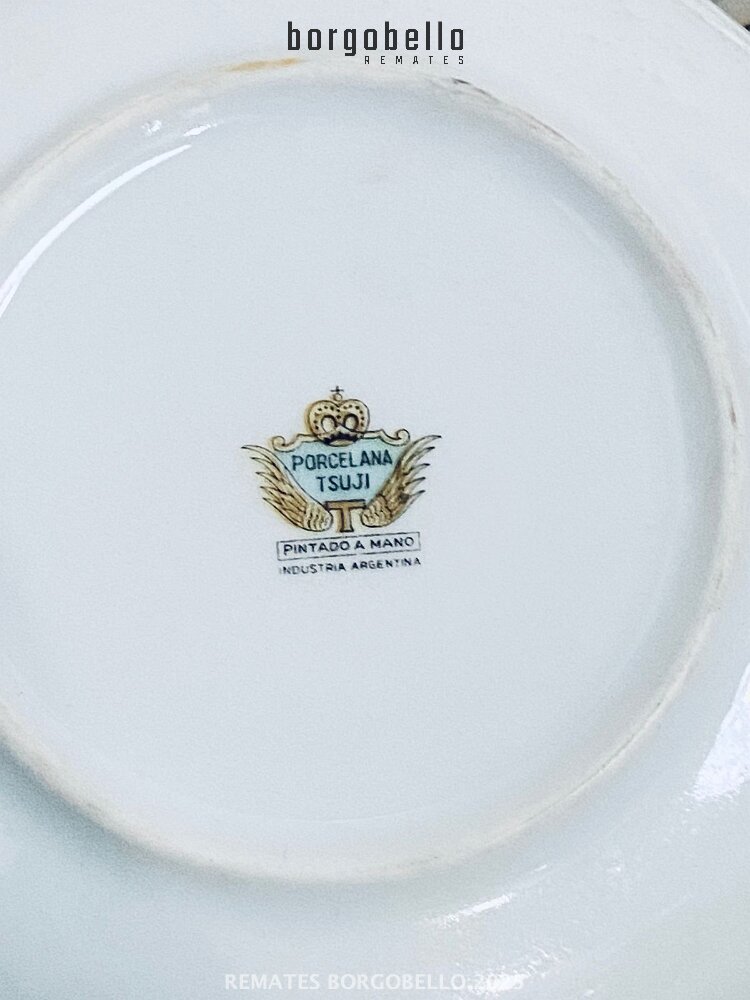 borgobello
REMATES
PORCELANA
TSUJI
T
PINTADO A MANO
INDUSTRIA ARGENTINA
REMATES BORGOBELLO